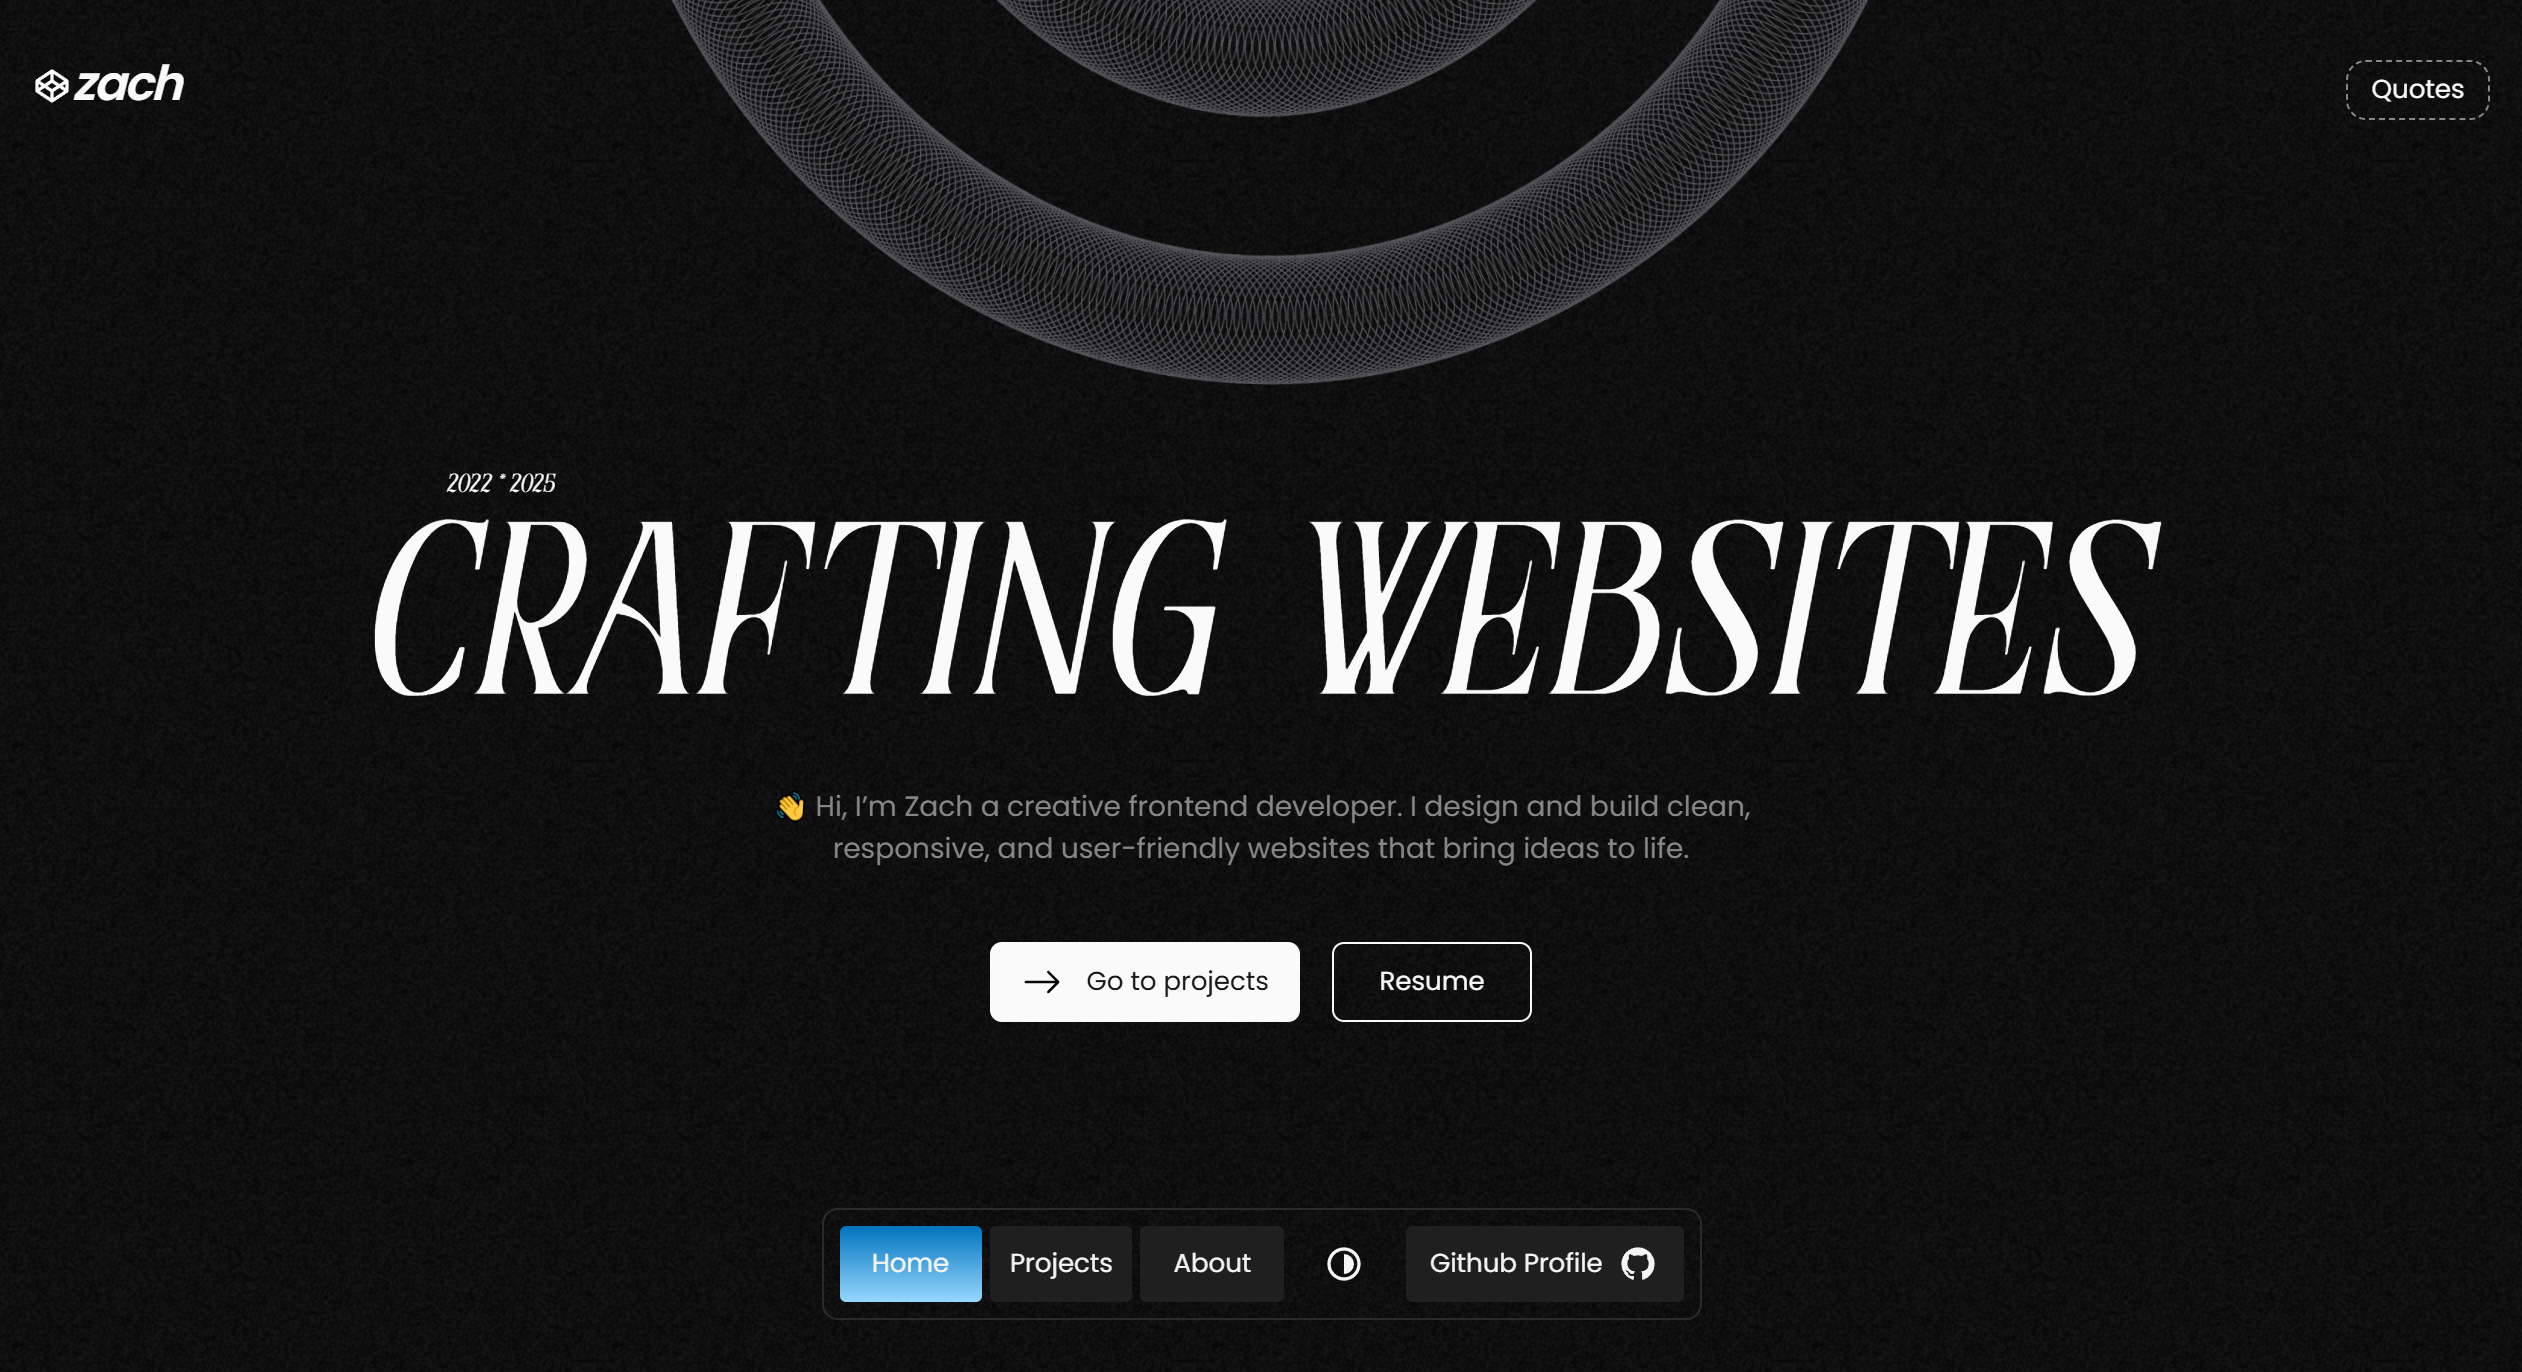 zach
Quotes
2022 * 2025
CRAFTING WEBSITES
👋 Hi, I’m Zach a creative frontend developer. I design and build clean,
responsive, and user-friendly websites that bring ideas to life.
Go to projects
Resume
Home
Projects
About
Github Profile